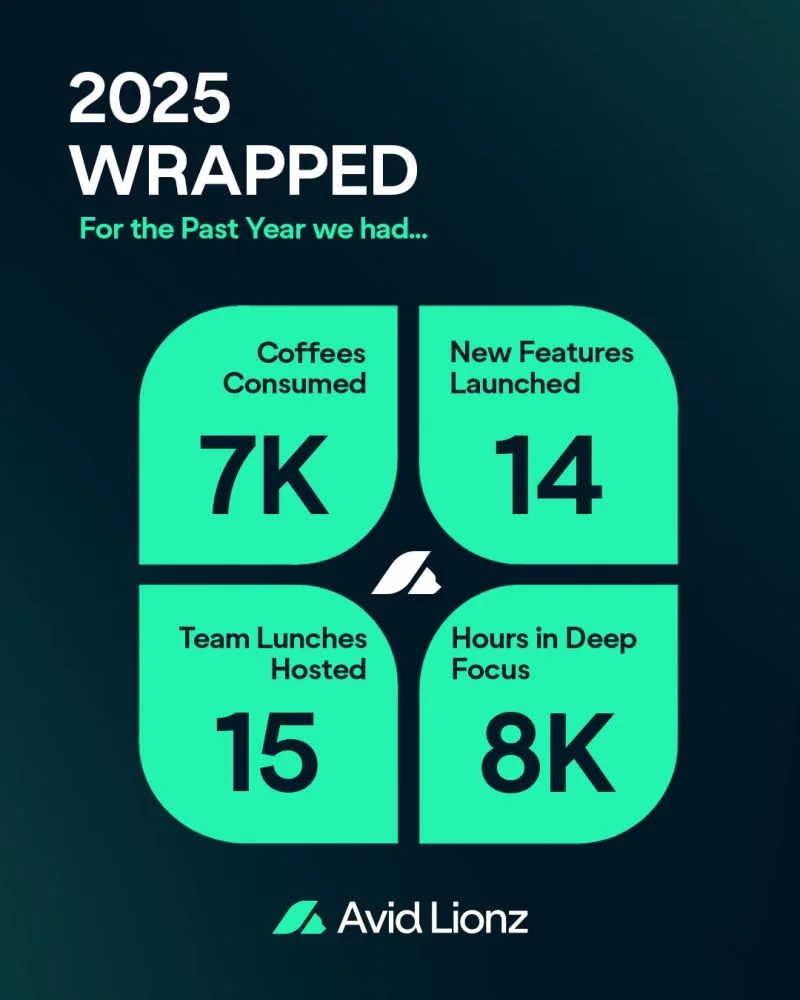 2025
WRAPPED
For the Past Year we had...
Coffees
Consumed
7K
New Features
Launched
14
Team Lunches
Hosted
15
Hours in Deep
Focus
8K
Avid Lionz